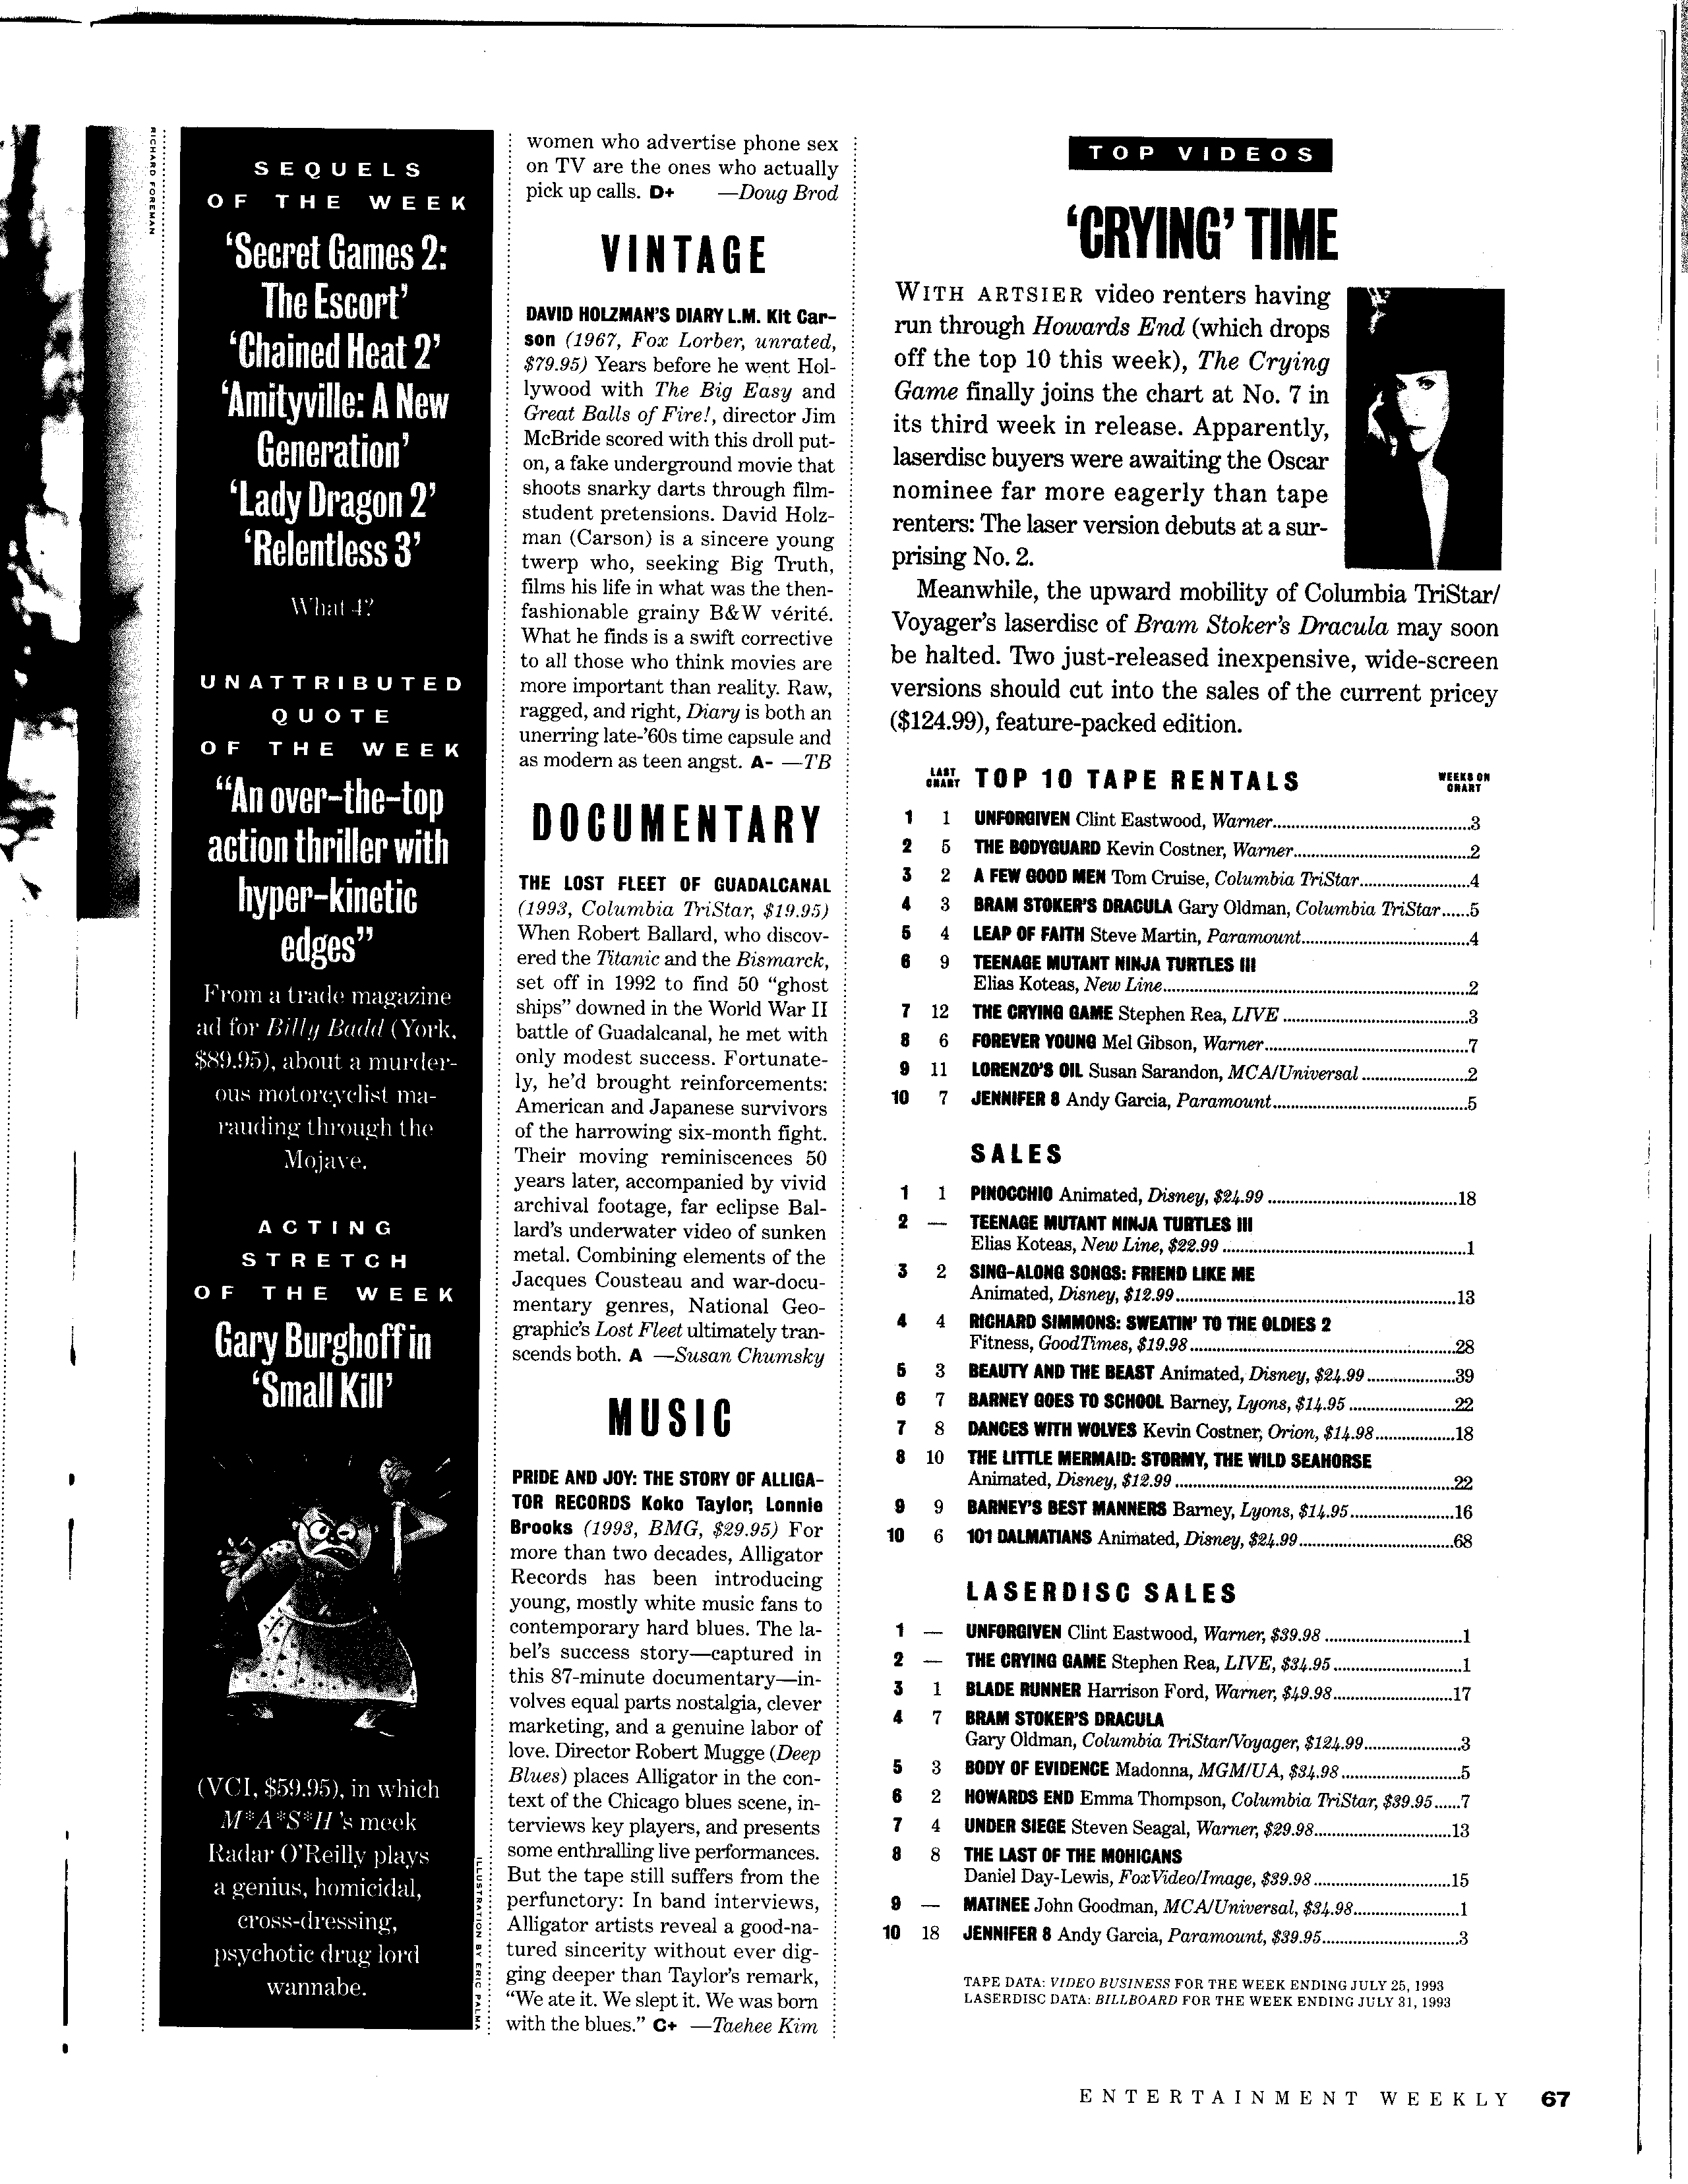 RICHARD FOREMAN
SEQUELS
OF THE WEEK
‘Secret Games 2:
The Escort’
‘Chained Heat 2’
‘Amityville: A New
Generation’
‘Lady Dragon 2’
‘Relentless 3’
What 4?
UNATTRIBUTED
QUOTE
OF THE WEEK
“An over-the-top
action thriller with
hyper-kinetic
edges”
From a trade magazine
ad for Billy Badd (York,
$89.95), about a murder-
ous motorcyclist ma-
rauding through the
Mojave.
ACTING
STRETCH
OF THE WEEK
Gary Burghoff in
‘Small Kill’
(VCI, $59.95), in which
M*A*S*H’s meek
Radar O’Reilly plays
a genius, homicidal,
cross-dressing,
psychotic drug lord
wannabe.
ILLUSTRATION BY ERIC PALMA
women who advertise phone sex
on TV are the ones who actually
pick up calls. D+ —Doug Brod
VINTAGE
DAVID HOLZMAN’S DIARY L.M. Kit Car-
son (1967, Fox Lorber, unrated,
$79.95) Years before he went Hol-
lywood with The Big Easy and
Great Balls of Fire!, director Jim
McBride scored with this droll put-
on, a fake underground movie that
shoots snarky darts through film-
student pretensions. David Holz-
man (Carson) is a sincere young
twerp who, seeking Big Truth,
films his life in what was the then-
fashionable grainy B&W vérité.
What he finds is a swift corrective
to all those who think movies are
more important than reality. Raw,
ragged, and right, Diary is both an
unerring late-’60s time capsule and
as modern as teen angst. A- —TB
DOCUMENTARY
THE LOST FLEET OF GUADALCANAL
(1993, Columbia TriStar, $19.95)
When Robert Ballard, who discov-
ered the Titanic and the Bismarck,
set off in 1992 to find 50 “ghost
ships” downed in the World War II
battle of Guadalcanal, he met with
only modest success. Fortunate-
ly, he’d brought reinforcements:
American and Japanese survivors
of the harrowing six-month fight.
Their moving reminiscences 50
years later, accompanied by vivid
archival footage, far eclipse Bal-
lard’s underwater video of sunken
metal. Combining elements of the
Jacques Cousteau and war-docu-
mentary genres, National Geo-
graphic’s Lost Fleet ultimately tran-
scends both. A —Susan Chumsky
MUSIC
PRIDE AND JOY: THE STORY OF ALLIGA-
TOR RECORDS Koko Taylor, Lonnie
Brooks (1993, BMG, $29.95) For
more than two decades, Alligator
Records has been introducing
young, mostly white music fans to
contemporary hard blues. The la-
bel’s success story—captured in
this 87-minute documentary—in-
volves equal parts nostalgia, clever
marketing, and a genuine labor of
love. Director Robert Mugge (Deep
Blues) places Alligator in the con-
text of the Chicago blues scene, in-
terviews key players, and presents
some enthralling live performances.
But the tape still suffers from the
perfunctory: In band interviews,
Alligator artists reveal a good-na-
tured sincerity without ever dig-
ging deeper than Taylor’s remark,
“We ate it. We slept it. We was born
with the blues.” C+ —Taehee Kim
TOP VIDEOS
‘CRYING’ TIME
WITH ARTSIER video renters having
run through Howards End (which drops
off the top 10 this week), The Crying
Game finally joins the chart at No. 7 in
its third week in release. Apparently,
laserdisc buyers were awaiting the Oscar
nominee far more eagerly than tape
renters: The laser version debuts at a sur-
prising No. 2.
Meanwhile, the upward mobility of Columbia TriStar/
Voyager’s laserdisc of Bram Stoker’s Dracula may soon
be halted. Two just-released inexpensive, wide-screen
versions should cut into the sales of the current pricey
($124.99), feature-packed edition.
LAST CHART TOP 10 TAPE RENTALS WEEKS ON CHART
1 1 UNFORGIVEN Clint Eastwood, Warner...3
2 5 THE BODYGUARD Kevin Costner, Warner...2
3 2 A FEW GOOD MEN Tom Cruise, Columbia TriStar...4
4 3 BRAM STOKER’S DRACULA Gary Oldman, Columbia TriStar...5
5 4 LEAP OF FAITH Steve Martin, Paramount...4
6 9 TEENAGE MUTANT NINJA TURTLES III
Elias Koteas, New Line...2
7 12 THE CRYING GAME Stephen Rea, LIVE...3
8 6 FOREVER YOUNG Mel Gibson, Warner...7
9 11 LORENZO’S OIL Susan Sarandon, MCA/Universal...2
10 7 JENNIFER 8 Andy Garcia, Paramount...5
SALES
1 1 PINOCCHIO Animated, Disney, $24.99...18
2 — TEENAGE MUTANT NINJA TURTLES III
Elias Koteas, New Line, $22.99...1
3 2 SING-ALONG SONGS: FRIEND LIKE ME
Animated, Disney, $12.99...13
4 4 RICHARD SIMMONS: SWEATIN’ TO THE OLDIES 2
Fitness, GoodTimes, $19.98...28
5 3 BEAUTY AND THE BEAST Animated, Disney, $24.99...39
6 7 BARNEY GOES TO SCHOOL Barney, Lyons, $14.95...22
7 8 DANCES WITH WOLVES Kevin Costner, Orion, $14.98...18
8 10 THE LITTLE MERMAID: STORMY, THE WILD SEAHORSE
Animated, Disney, $12.99...22
9 9 BARNEY’S BEST MANNERS Barney, Lyons, $14.95...16
10 6 101 DALMATIANS Animated, Disney, $24.99...68
LASERDISC SALES
1 — UNFORGIVEN Clint Eastwood, Warner, $39.98...1
2 — THE CRYING GAME Stephen Rea, LIVE, $34.95...1
3 1 BLADE RUNNER Harrison Ford, Warner, $49.98...17
4 7 BRAM STOKER’S DRACULA
Gary Oldman, Columbia TriStar/Voyager, $124.99...3
5 3 BODY OF EVIDENCE Madonna, MGM/UA, $34.98...5
6 2 HOWARDS END Emma Thompson, Columbia TriStar, $39.95...7
7 4 UNDER SIEGE Steven Seagal, Warner, $29.98...13
8 8 THE LAST OF THE MOHICANS
Daniel Day-Lewis, FoxVideo/Image, $39.98...15
9 — MATINEE John Goodman, MCA/Universal, $34.98...1
10 18 JENNIFER 8 Andy Garcia, Paramount, $39.95...3
TAPE DATA: VIDEO BUSINESS FOR THE WEEK ENDING JULY 25, 1993
LASERDISC DATA: BILLBOARD FOR THE WEEK ENDING JULY 31, 1993
ENTERTAINMENT WEEKLY 67